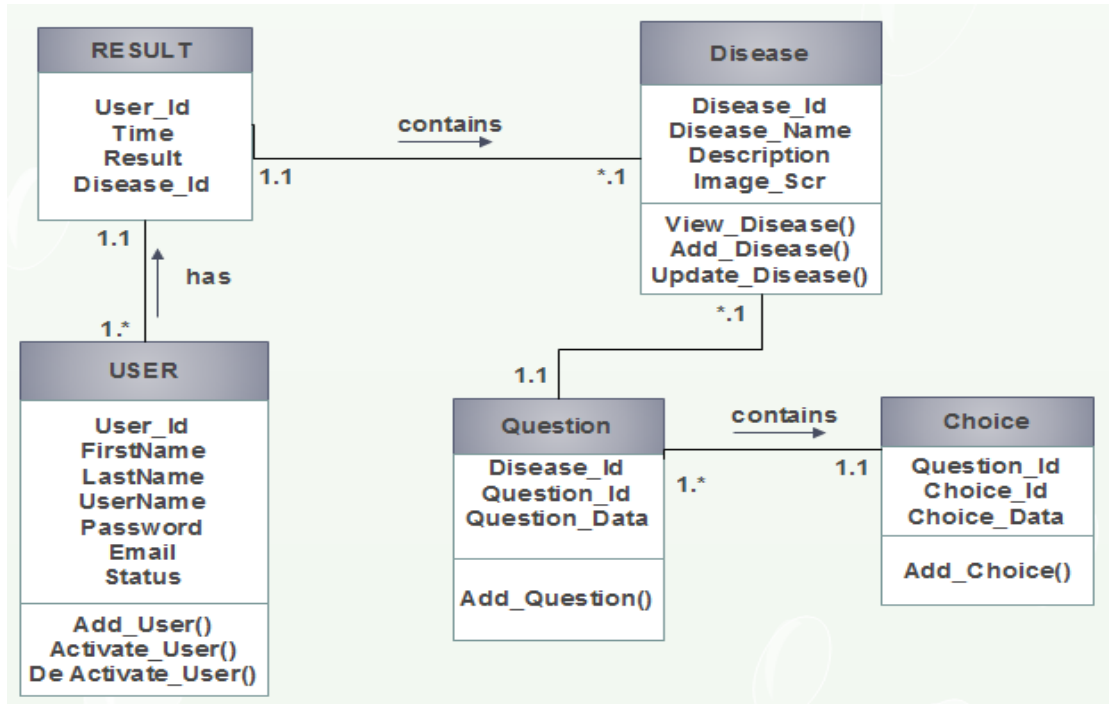 RESULT
User_Id
Time
Result
Disease_Id
contains
1.1
*.1
Disease
Disease_Id
Disease_Name
Description
Image_Scr
View_Disease()
Add_Disease()
Update_Disease()
1.1
has
1.*
USER
User_Id
FirstName
LastName
UserName
Password
Email
Status
Add_User()
Activate_User()
De Activate_User()
*.1
1.1
Question
Disease_Id
Question_Id
Question_Data
Add_Question()
contains
1.*
1.1
Choice
Question_Id
Choice_Id
Choice_Data
Add_Choice()